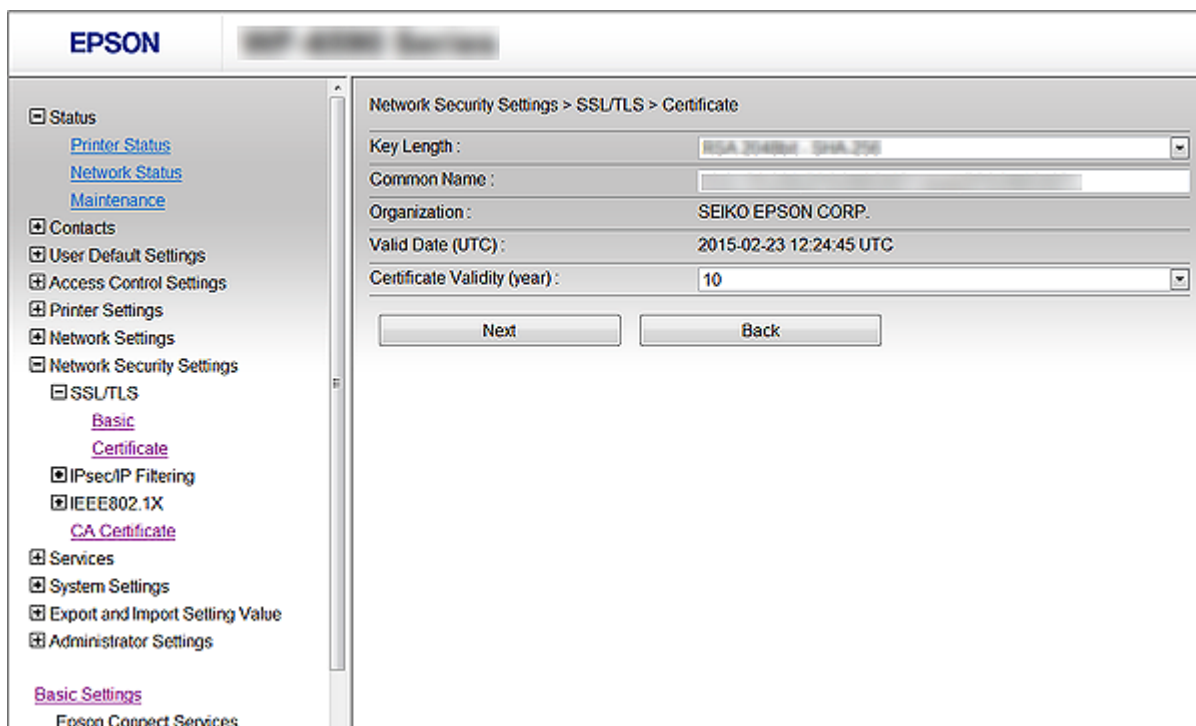 EPSON
Status
Printer Status
Network Status
Maintenance
Contacts
User Default Settings
Access Control Settings
Printer Settings
Network Settings
Network Security Settings
SSL/TLS
Basic
Certificate
IPsec/IP Filtering
IEEE802.1X
CA Certificate
Services
System Settings
Export and Import Setting Value
Administrator Settings
Basic Settings
Epson Connect Services
Network Security Settings > SSL/TLS > Certificate
Key Length :
Common Name :
Organization : SEIKO EPSON CORP.
Valid Date (UTC) : 2015-02-23 12:24:45 UTC
Certificate Validity (year) : 10
Next Back